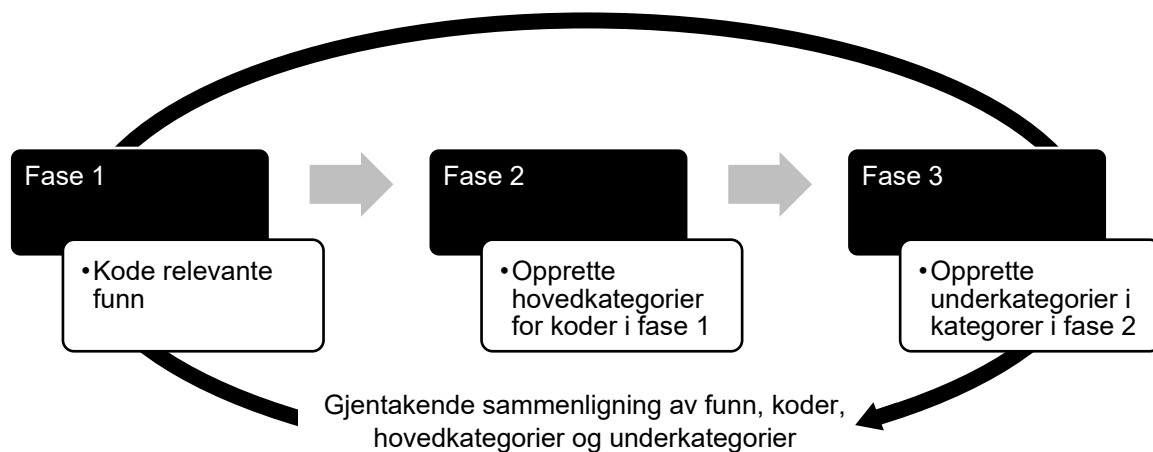 Fase 1
•Kode relevante
funn
Fase 2
•Opprette
hovedkategorier
for koder i fase 1
Fase 3
•Opprette
underkategorier i
kategorer i fase 2
Gjentakende sammenligning av funn, koder,
hovedkategorier og underkategorier